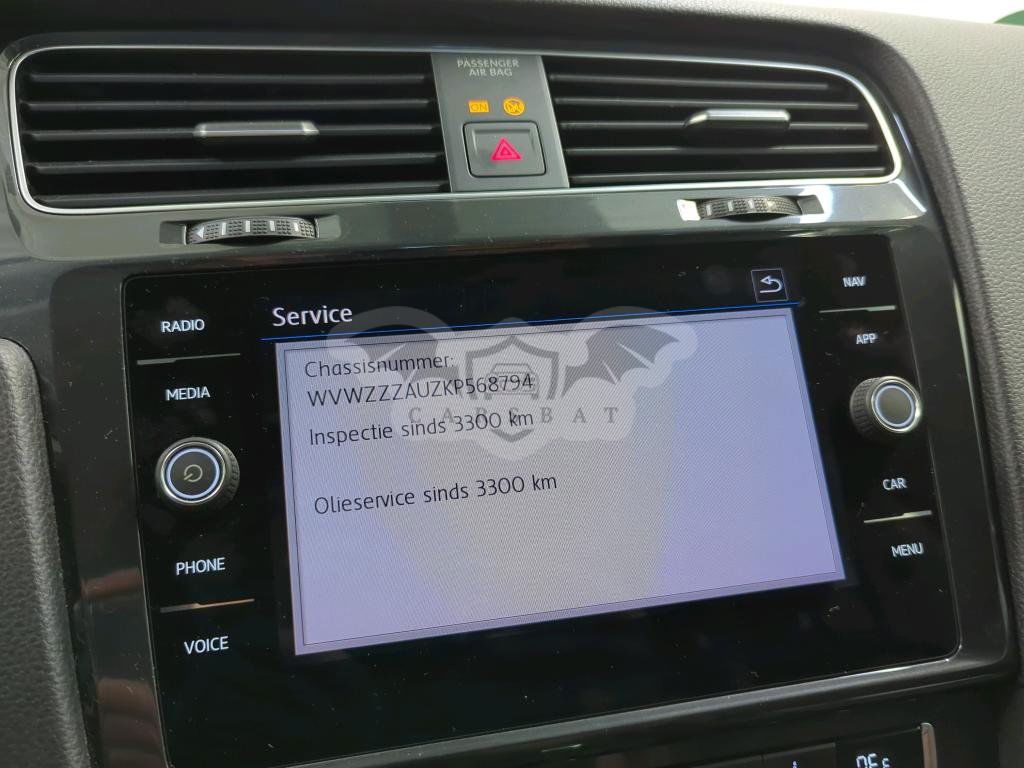 PASSENGER
AIR BAG
ON
RADIO
MEDIA
PHONE
VOICE
Service
Chassisnummer:
WVWZZZAUZKP568794
CARSBAT
Inspectie sinds 3300 km
Olieservice sinds 3300 km
NAV
APP
CAR
MENU